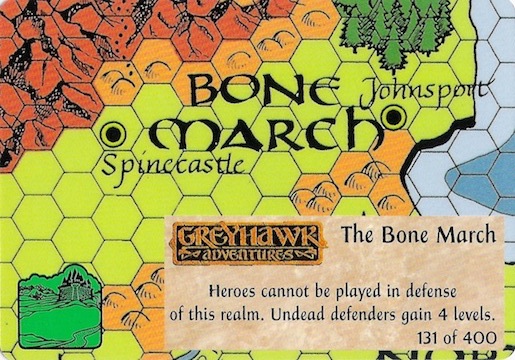 BONE
MARCH
Johnsport
Spinecastle
GREYHAWK
ADVENTURES
The Bone March
Heroes cannot be played in defense
of this realm. Undead defenders gain 4 levels.
131 of 400